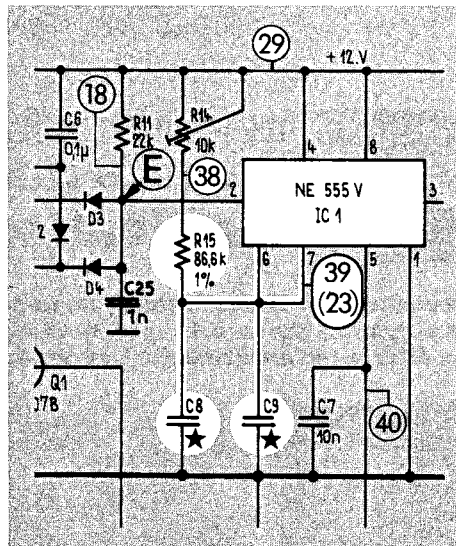 29
+ 12.V
18
C6
0,1µ
R11
22k
R14
10k
4
8
E
38
2
NE 555 V
IC 1
3
D3
R15
86,6k
1%
6
7
5
1
2
D4
C25
1n
39
(23)
Q1
C8
★
C9
★
C7
10n
40